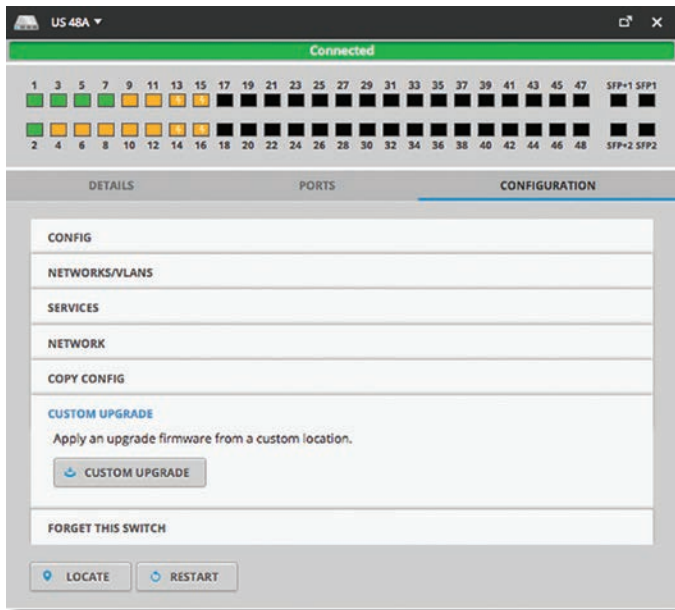 US 48A
Connected
1 3 5 7 9 11 13 15 17 19 21 23 25 27 29 31 33 35 37 39 41 43 45 47 SFP+1 SFP1
2 4 6 8 10 12 14 16 18 20 22 24 26 28 30 32 34 36 38 40 42 44 46 48 SFP+2 SFP2
DETAILS PORTS CONFIGURATION
CONFIG
NETWORKS/VLANS
SERVICES
NETWORK
COPY CONFIG
CUSTOM UPGRADE
Apply an upgrade firmware from a custom location.
CUSTOM UPGRADE
FORGET THIS SWITCH
LOCATE RESTART